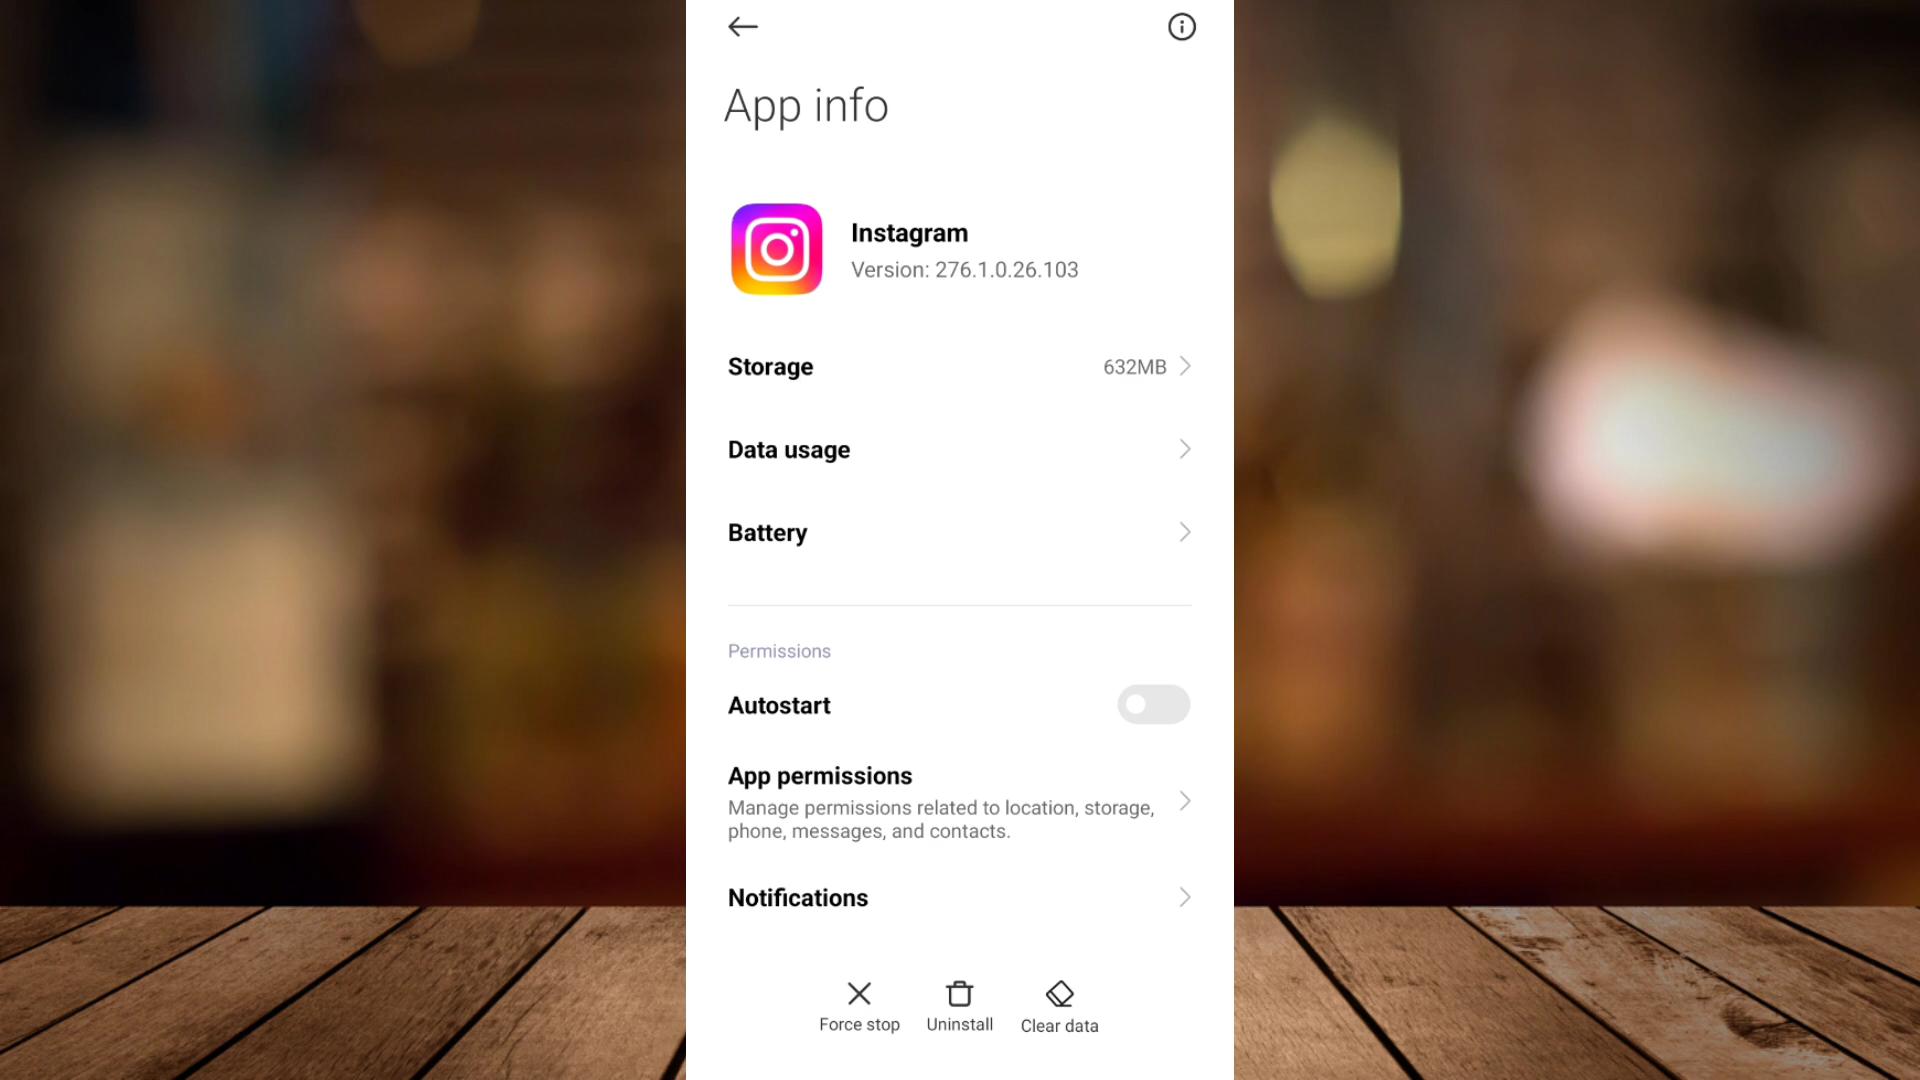 App info
Instagram
Version: 276.1.0.26.103
Storage 632MB
Data usage
Battery
Permissions
Autostart
App permissions
Manage permissions related to location, storage,
phone, messages, and contacts.
Notifications
Force stop Uninstall Clear data